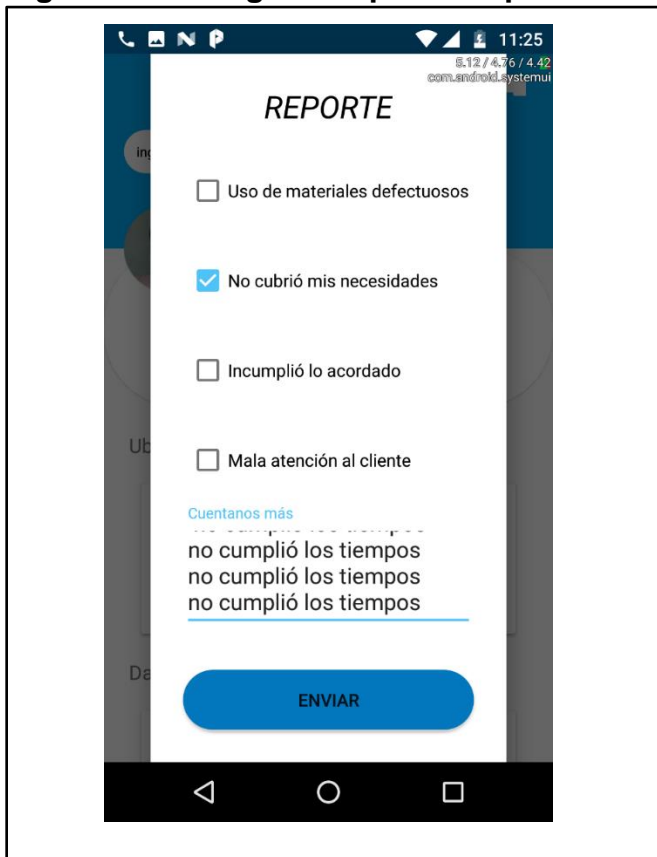 11:25
5.12 / 4.76 / 4.42
com.android.systemui
REPORTE
Uso de materiales defectuosos
No cubrió mis necesidades
Incumplió lo acordado
Mala atención al cliente
Cuentanos más
no cumplió los tiempos
no cumplió los tiempos
no cumplió los tiempos
ENVIAR